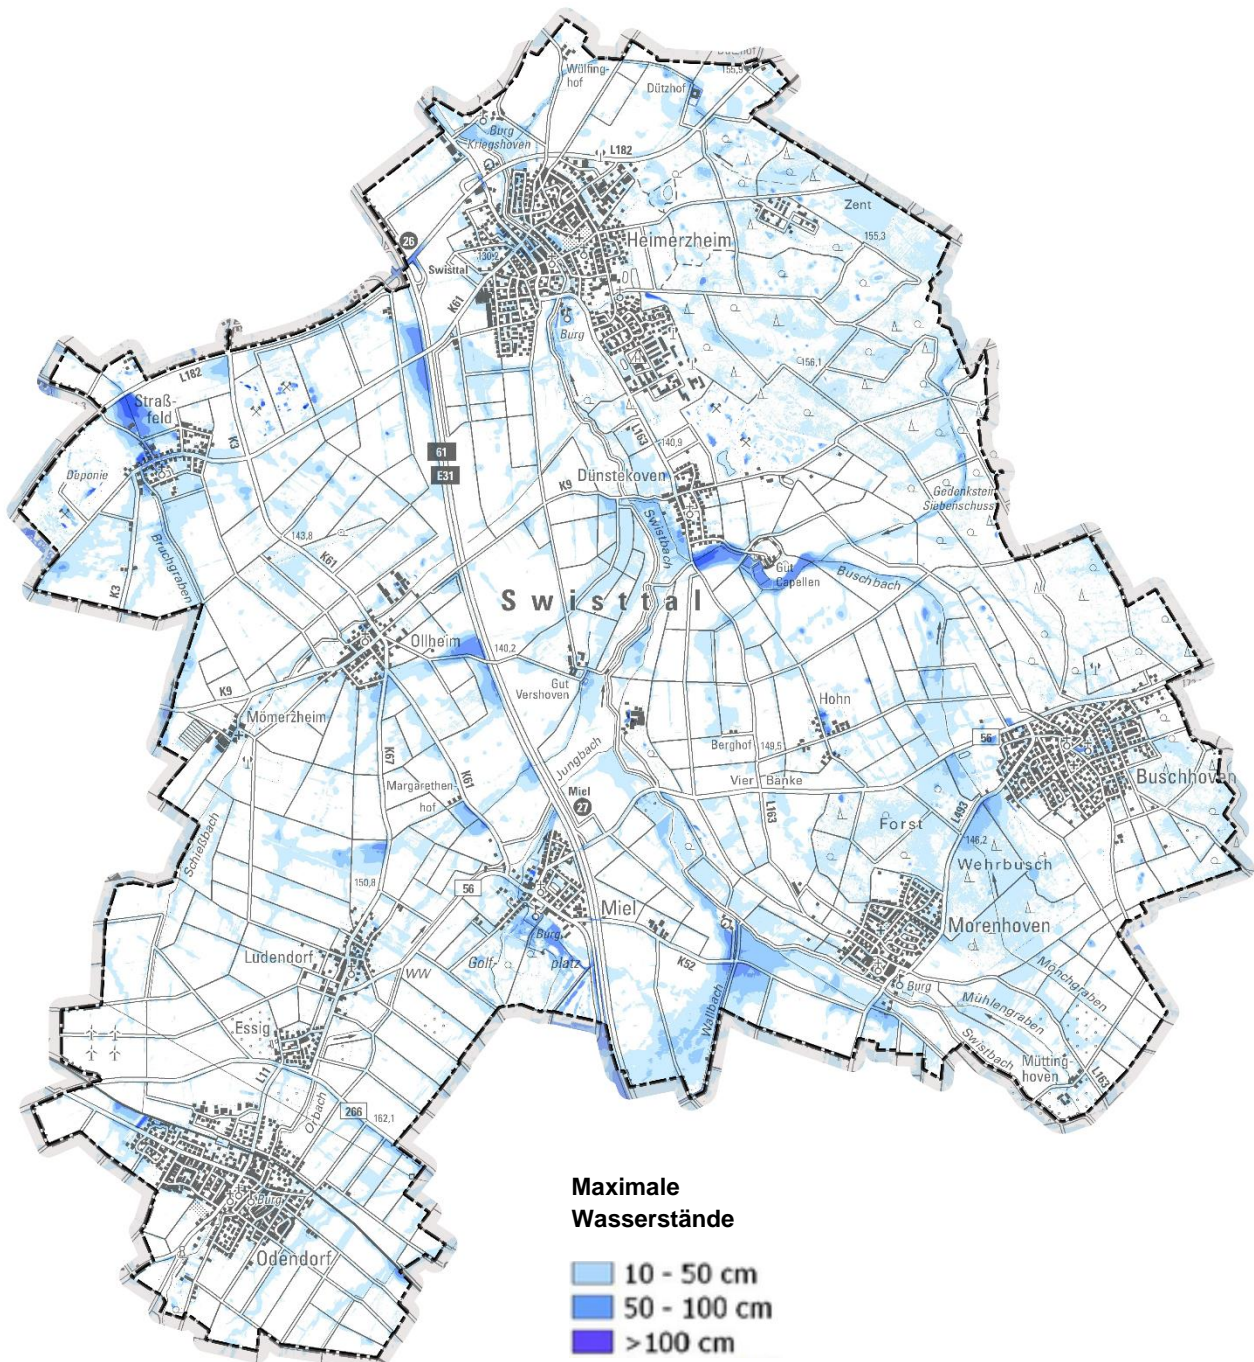 Wülfing-
hof
Dützhof
155,9
Burg
Kriegshoven
L182
Zent
155,3
Heimerzheim
26
130,2
Swisttal
K61
Burg
156,1
L182
Straß-
feld
K3
Deponie
61
E31
L163
140,9
Dünstekoven
K9
Swistbach
Gedenkstein
Siebenschuss
143,8
K61
Bruchgraben
K3
Gut
Capellen
Buschbach
Swisttal
Ollheim
140,2
Gut
Vershoven
K9
Mömerzheim
Hohn
Berghof
149,5
56
Buschhoven
Jungbach
K67
K61
Margarethen-
hof
Miel
27
Vier Bänke
L163
L493
Forst
146,2
Wehrbusch
Schießbach
150,8
56
Miel
Morenhoven
Burg
Golf-
platz
K52
Ludendorf
WW
Wallbach
Burg
Mönchgraben
Mühlengraben
Swistbach
Essig
Mütting-
hoven
L163
L11
Orbach
266
162,1
Burg
Odendorf
Maximale
Wasserstände
10 - 50 cm
50 - 100 cm
>100 cm